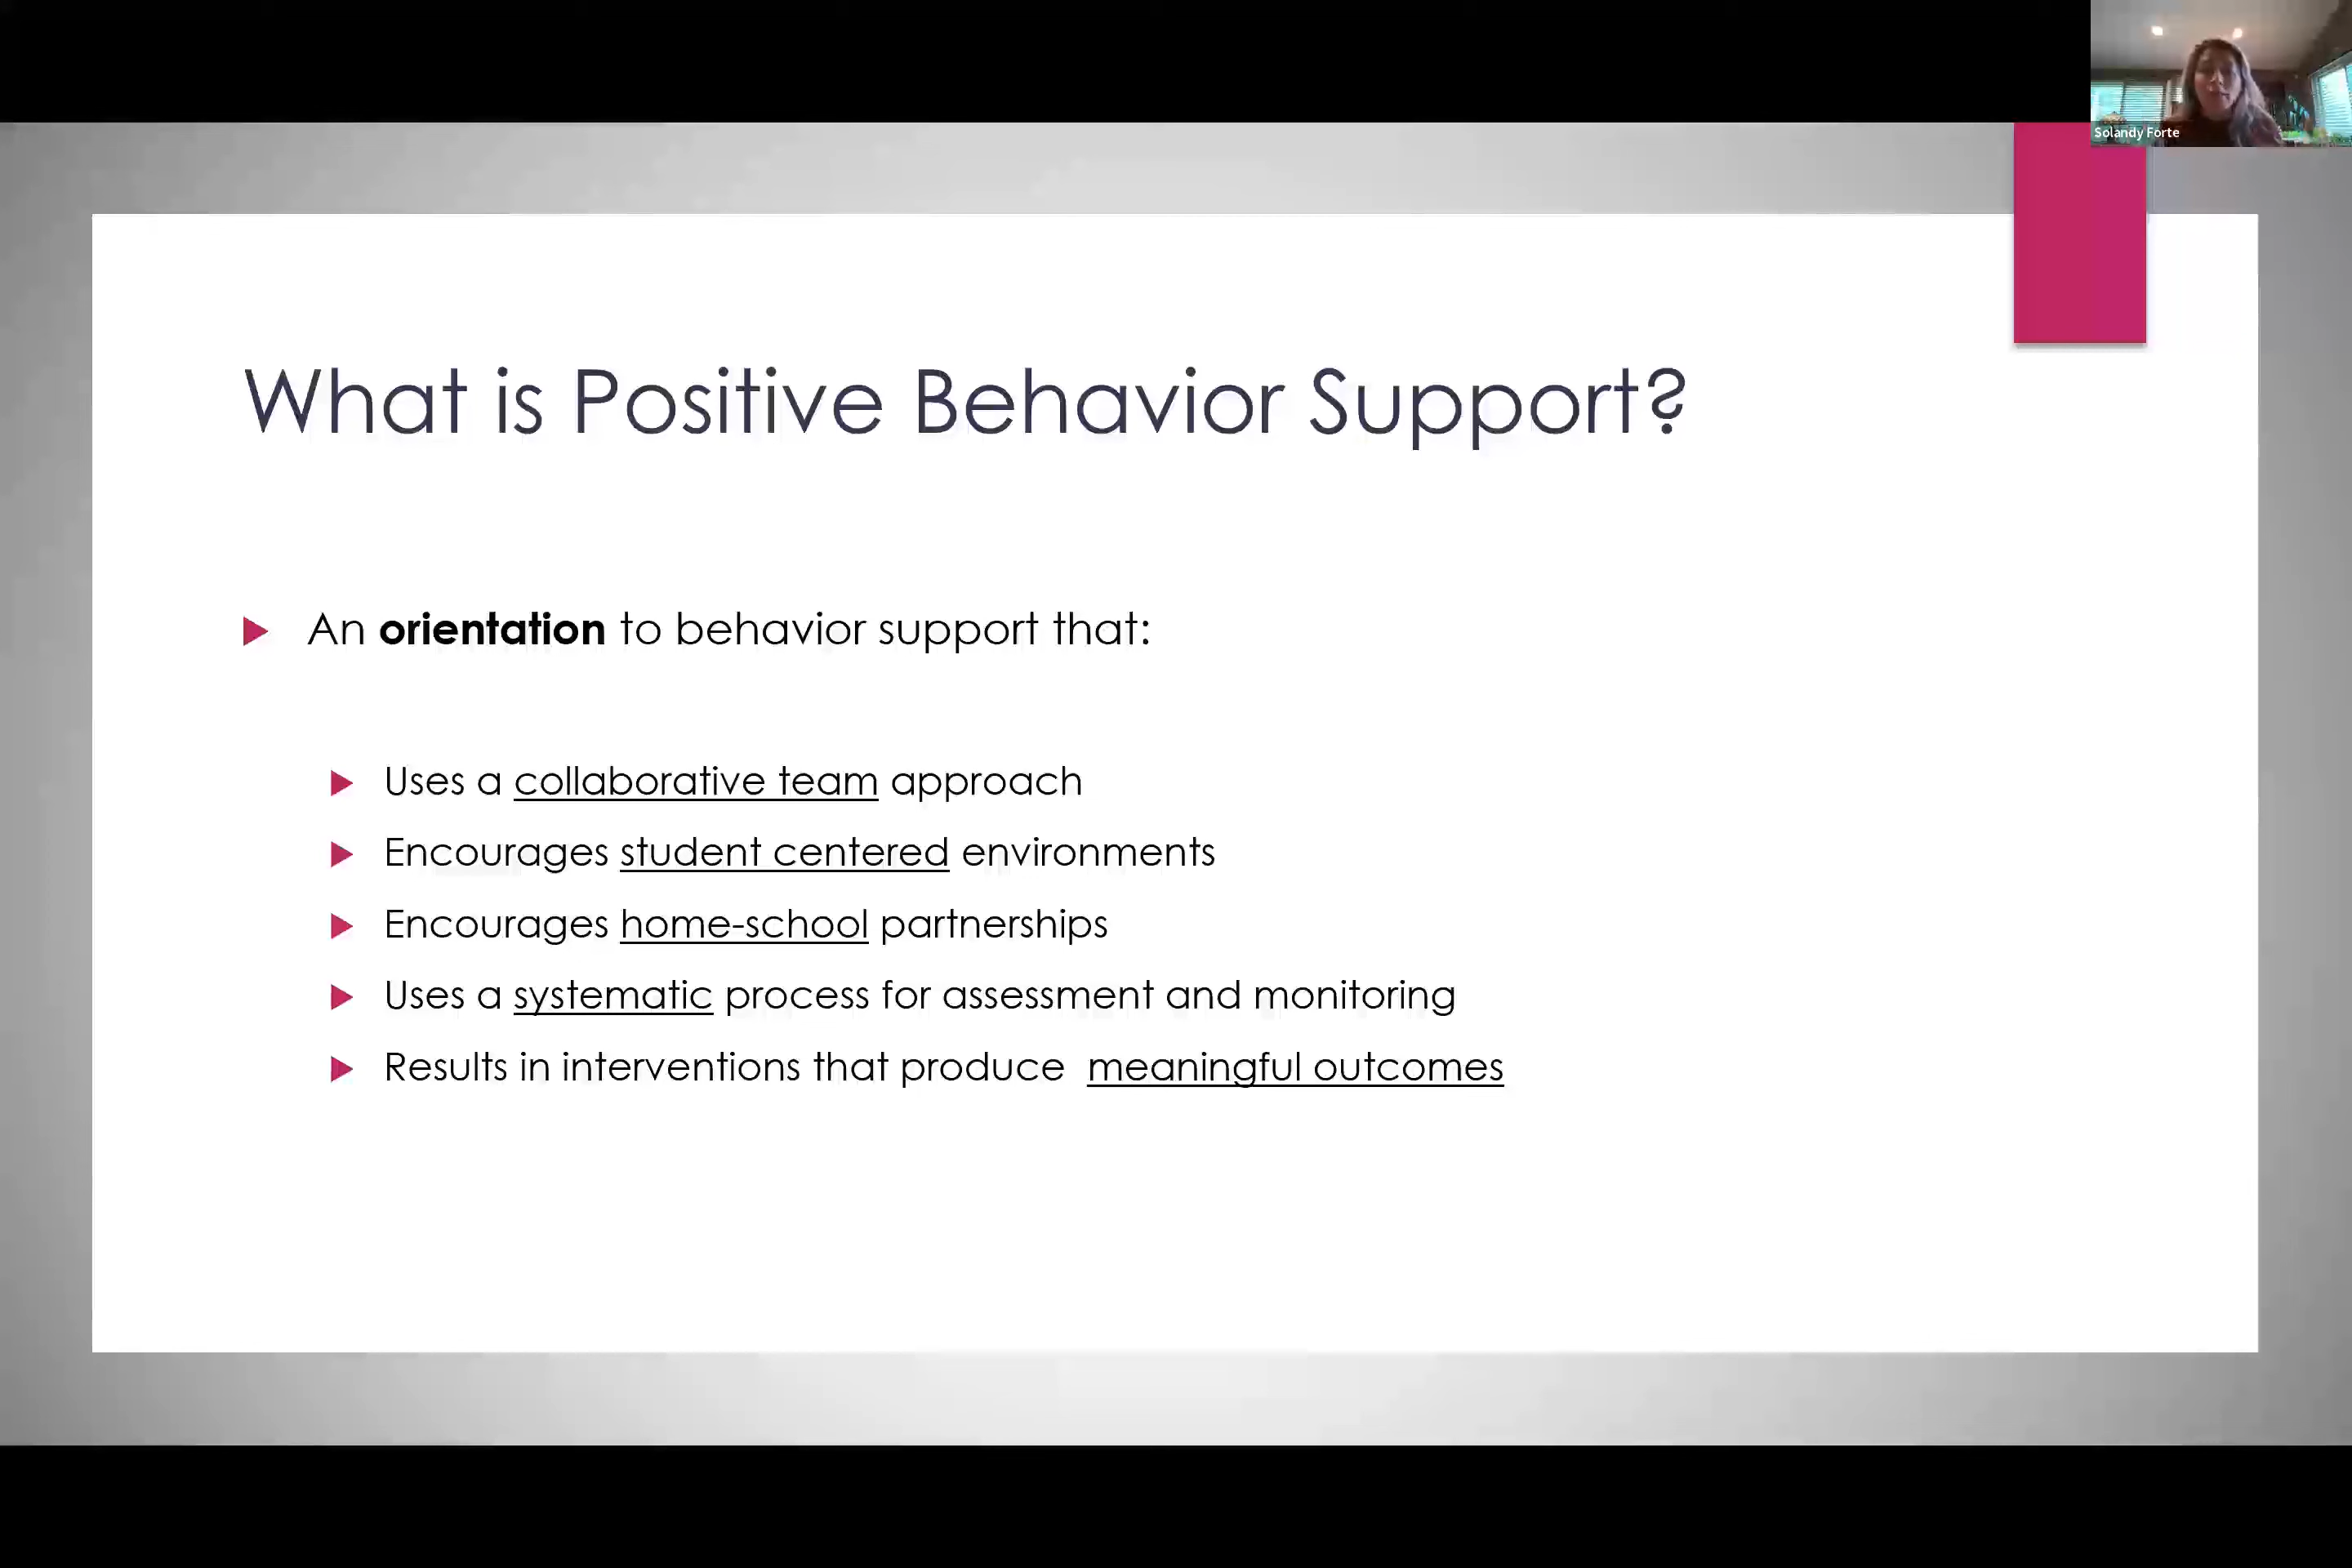 Solandy Forte
What is Positive Behavior Support?
An orientation to behavior support that:
Uses a collaborative team approach
Encourages student centered environments
Encourages home-school partnerships
Uses a systematic process for assessment and monitoring
Results in interventions that produce  meaningful outcomes